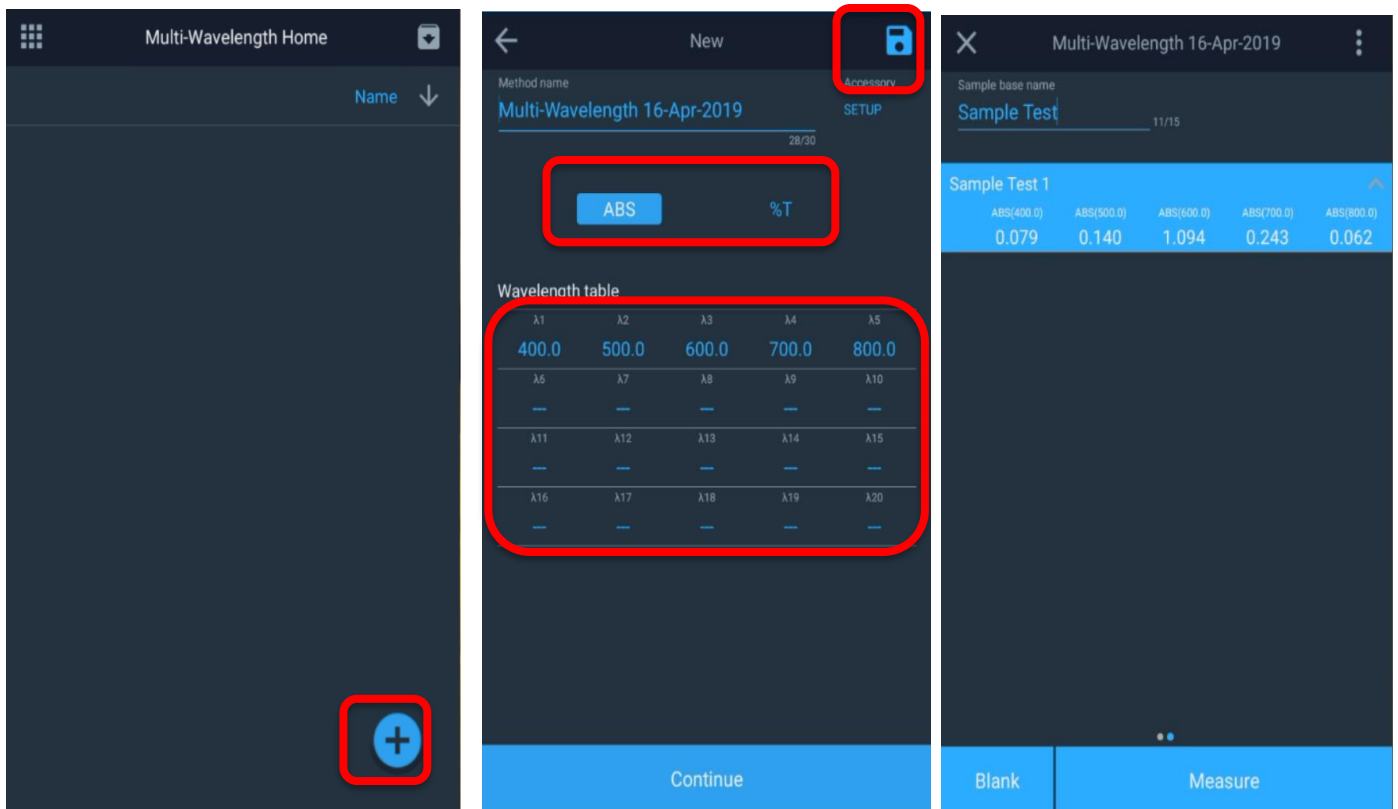 Multi-Wavelength Home
Name
New
Method name
Accessory
Multi-Wavelength 16-Apr-2019
SETUP
28/30
ABS %T
Wavelength table
λ1 λ2 λ3 λ4 λ5
400.0 500.0 600.0 700.0 800.0
λ6 λ7 λ8 λ9 λ10
--- --- --- --- ---
λ11 λ12 λ13 λ14 λ15
--- --- --- --- ---
λ16 λ17 λ18 λ19 λ20
--- --- --- --- ---
Continue
Multi-Wavelength 16-Apr-2019
Sample base name
Sample Test
11/15
Sample Test 1
ABS(400.0) ABS(500.0) ABS(600.0) ABS(700.0) ABS(800.0)
0.079 0.140 1.094 0.243 0.062
Blank Measure